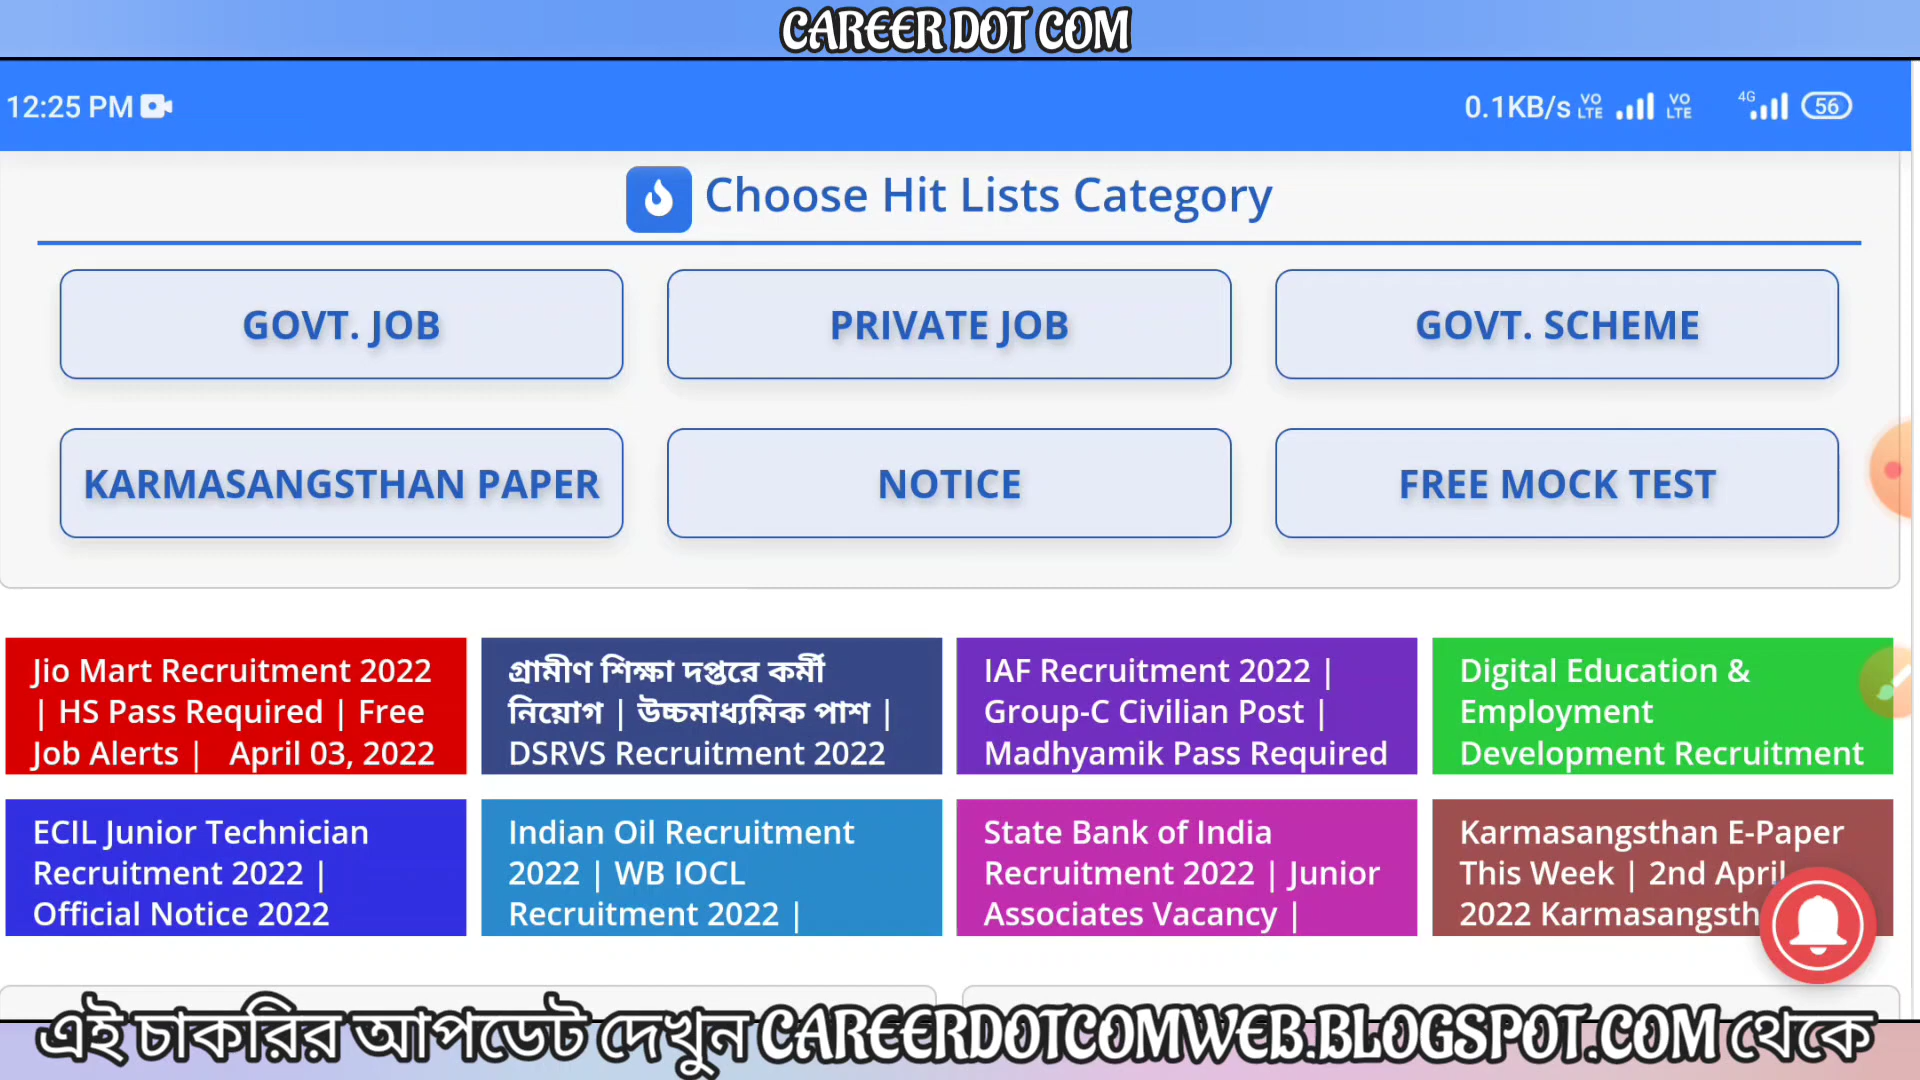 CAREER DOT COM
12:25 PM 0.1KB/s VO LTE VO LTE 4G 56
Choose Hit Lists Category
GOVT. JOB
PRIVATE JOB
GOVT. SCHEME
KARMASANGSTHAN PAPER
NOTICE
FREE MOCK TEST
Jio Mart Recruitment 2022
| HS Pass Required | Free
Job Alerts | April 03, 2022
গ্রামীণ শিক্ষা দপ্তরে কর্মী
নিয়োগ | উচ্চমাধ্যমিক পাশ |
DSRVS Recruitment 2022
IAF Recruitment 2022 |
Group-C Civilian Post |
Madhyamik Pass Required
Digital Education &
Employment
Development Recruitment
ECIL Junior Technician
Recruitment 2022 |
Official Notice 2022
Indian Oil Recruitment
2022 | WB IOCL
Recruitment 2022 |
State Bank of India
Recruitment 2022 | Junior
Associates Vacancy |
Karmasangsthan E-Paper
This Week | 2nd April
2022 Karmasangsth
এই চাকরির আপডেট দেখুন CAREERDOTCOMWEB.BLOGSPOT.COM থেকে